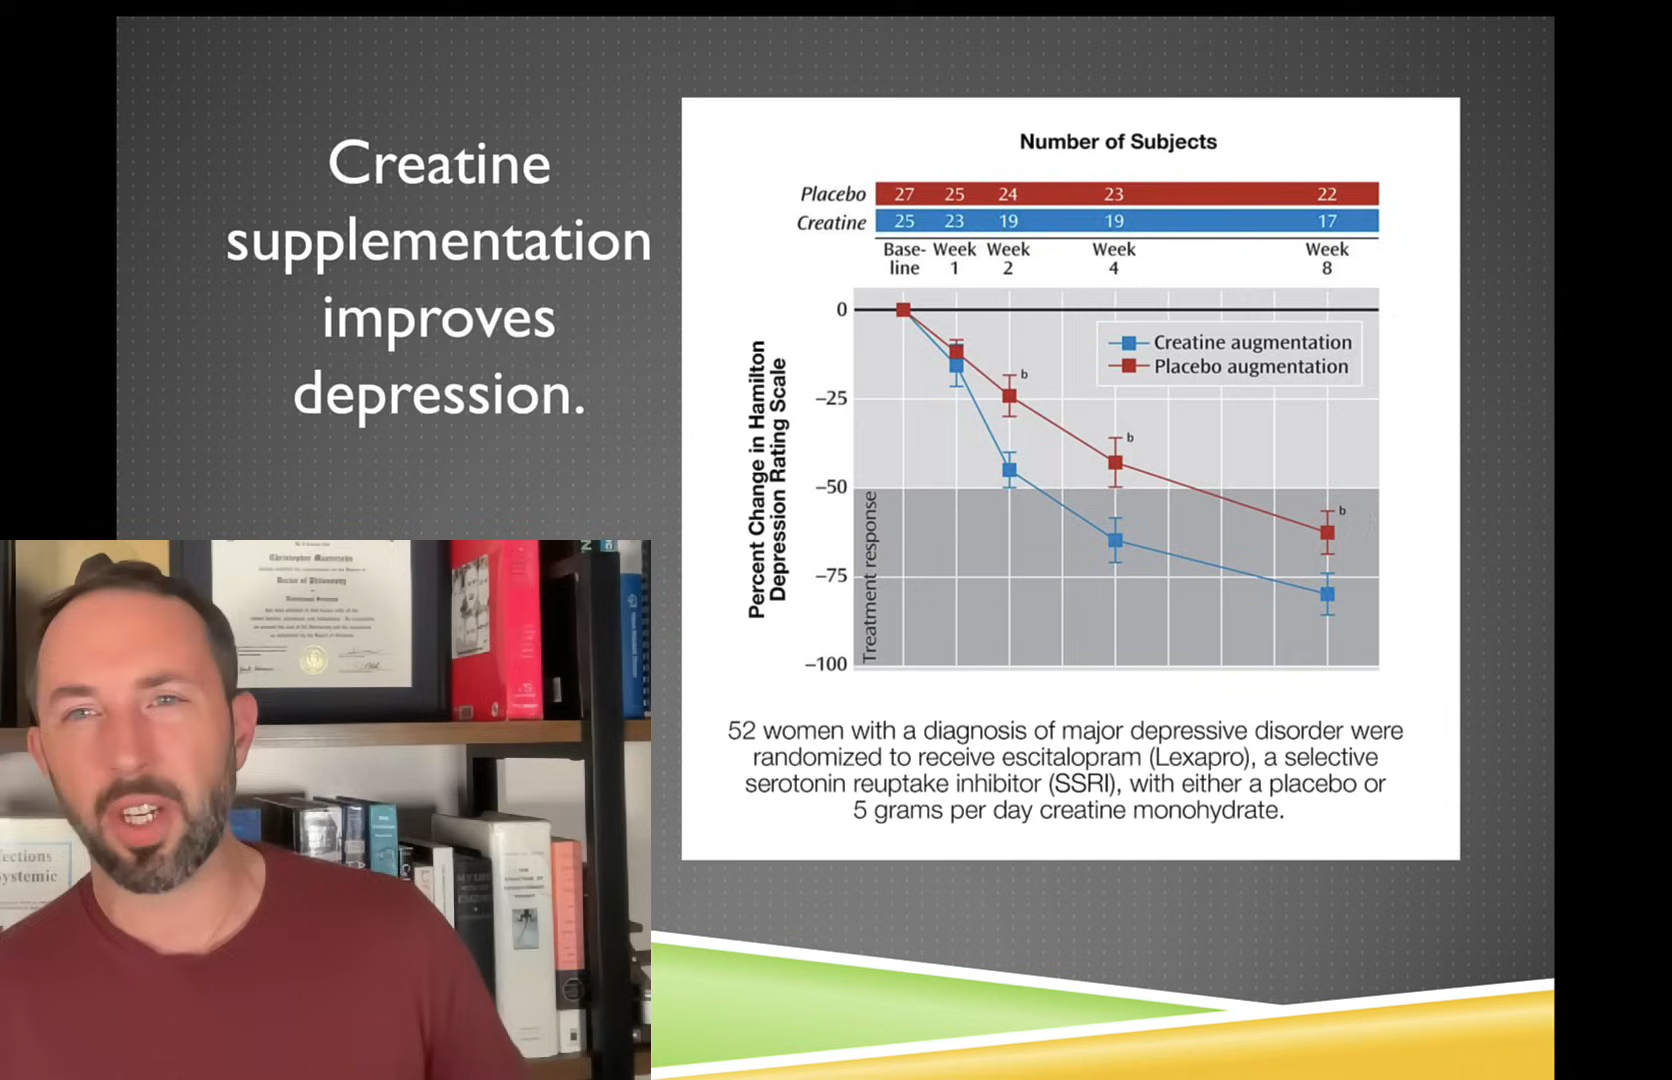 Creatine
supplementation
improves
depression.
Number of Subjects
Placebo 27 25 24 23 22
Creatine 25 23 19 19 17
Base- Week Week Week Week
line 1 2 4 8
0
−25
−50
−75
−100
Percent Change in Hamilton
Depression Rating Scale
Treatment response
Creatine augmentation
Placebo augmentation
b
b
b
52 women with a diagnosis of major depressive disorder were
randomized to receive escitalopram (Lexapro), a selective
serotonin reuptake inhibitor (SSRI), with either a placebo or
5 grams per day creatine monohydrate.
Doctor of Philosophy
ections
ystemic